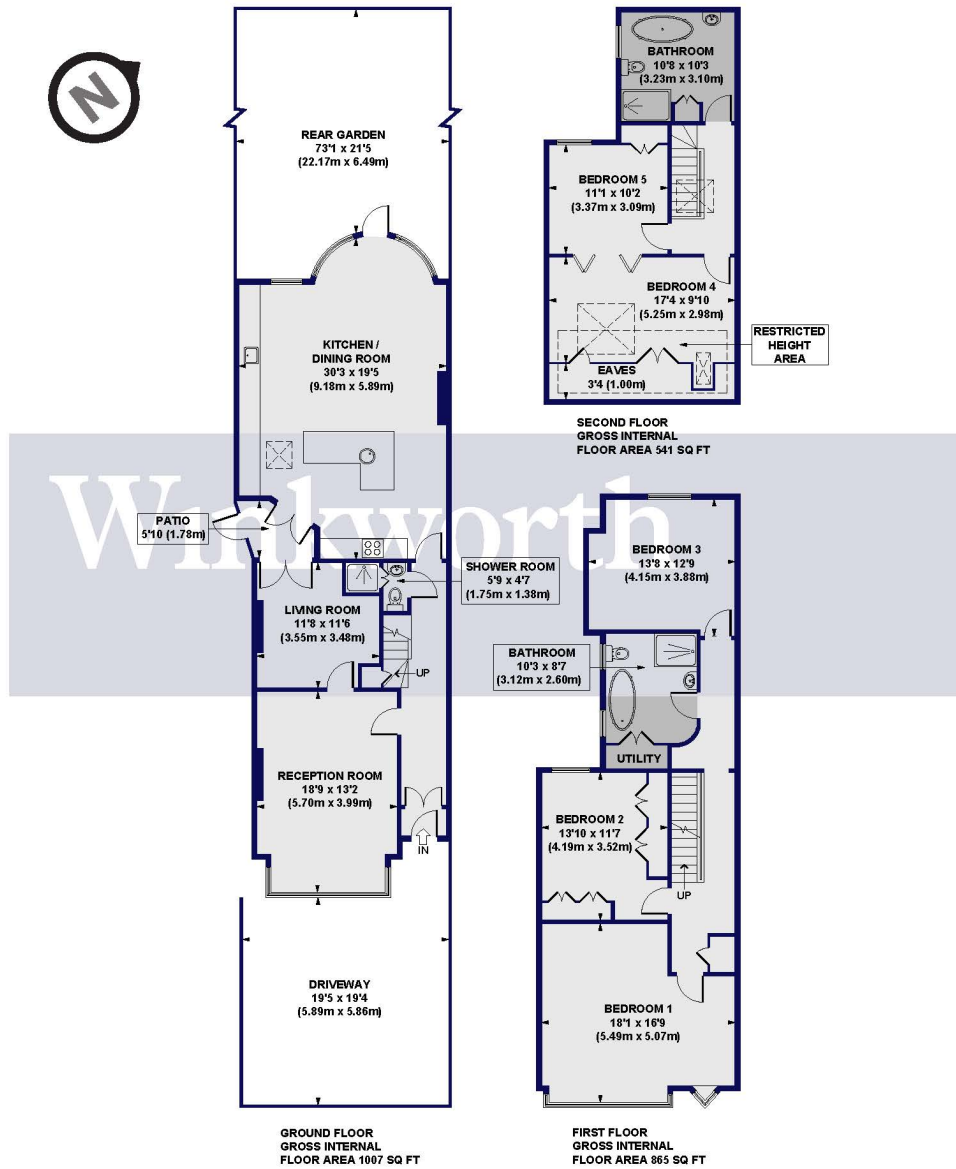 N
REAR GARDEN
73'1 x 21'5
(22.17m x 6.49m)
KITCHEN /
DINING ROOM
30'3 x 19'5
(9.18m x 5.89m)
PATIO
5'10 (1.78m)
SHOWER ROOM
5'9 x 4'7
(1.75m x 1.38m)
LIVING ROOM
11'8 x 11'6
(3.55m x 3.48m)
UP
RECEPTION ROOM
18'9 x 13'2
(5.70m x 3.99m)
IN
DRIVEWAY
19'5 x 19'4
(5.89m x 5.86m)
GROUND FLOOR
GROSS INTERNAL
FLOOR AREA 1007 SQ FT
BATHROOM
10'8 x 10'3
(3.23m x 3.10m)
BEDROOM 5
11'1 x 10'2
(3.37m x 3.09m)
BEDROOM 4
17'4 x 9'10
(5.25m x 2.98m)
RESTRICTED
HEIGHT
AREA
EAVES
3'4 (1.00m)
SECOND FLOOR
GROSS INTERNAL
FLOOR AREA 541 SQ FT
Winkworth
BEDROOM 3
13'8 x 12'9
(4.15m x 3.88m)
BATHROOM
10'3 x 8'7
(3.12m x 2.60m)
UTILITY
BEDROOM 2
13'10 x 11'7
(4.19m x 3.52m)
UP
BEDROOM 1
18'1 x 16'9
(5.49m x 5.07m)
FIRST FLOOR
GROSS INTERNAL
FLOOR AREA 865 SQ FT